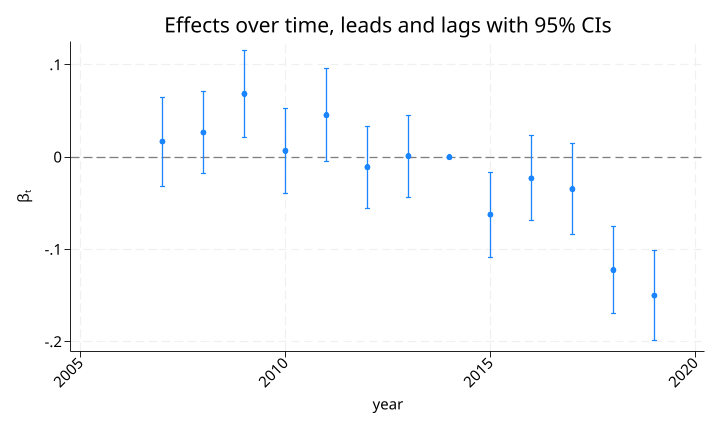 Effects over time, leads and lags with 95% CIs
.1
0
-.1
-.2
βₜ
2005
2010
2015
2020
year